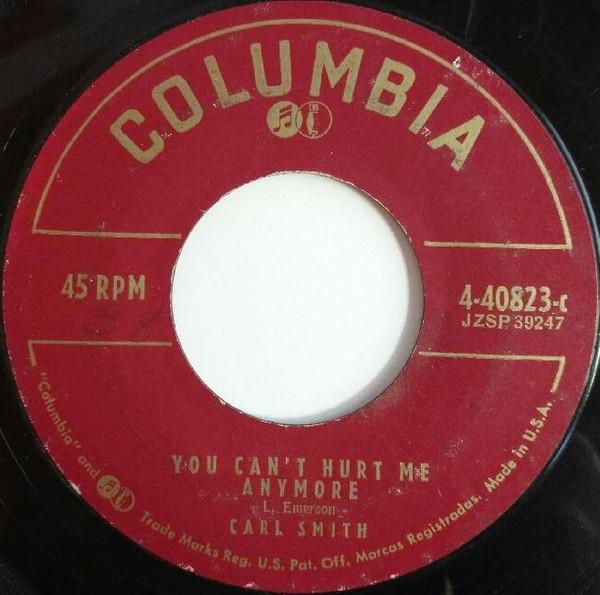 COLUMBIA
45 RPM
4-40823-c
JZSP 39247
YOU CAN'T HURT ME
ANYMORE
- L. Emerson -
CARL SMITH
"Columbia" and Trade Marks Reg. U.S. Pat. Off. Marcas Registradas. Made in U.S.A.